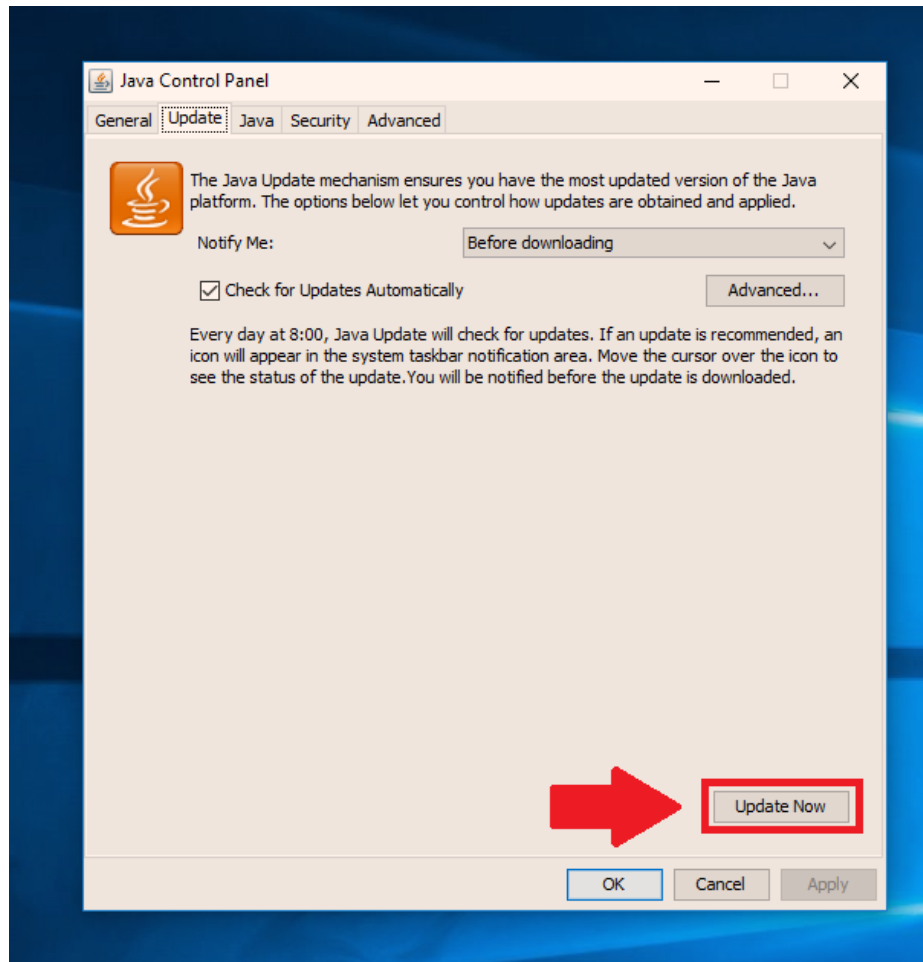 Java Control Panel
General Update Java Security Advanced
The Java Update mechanism ensures you have the most updated version of the Java
platform. The options below let you control how updates are obtained and applied.
Notify Me: Before downloading
Check for Updates Automatically Advanced...
Every day at 8:00, Java Update will check for updates. If an update is recommended, an
icon will appear in the system taskbar notification area. Move the cursor over the icon to
see the status of the update.You will be notified before the update is downloaded.
Update Now
OK Cancel Apply